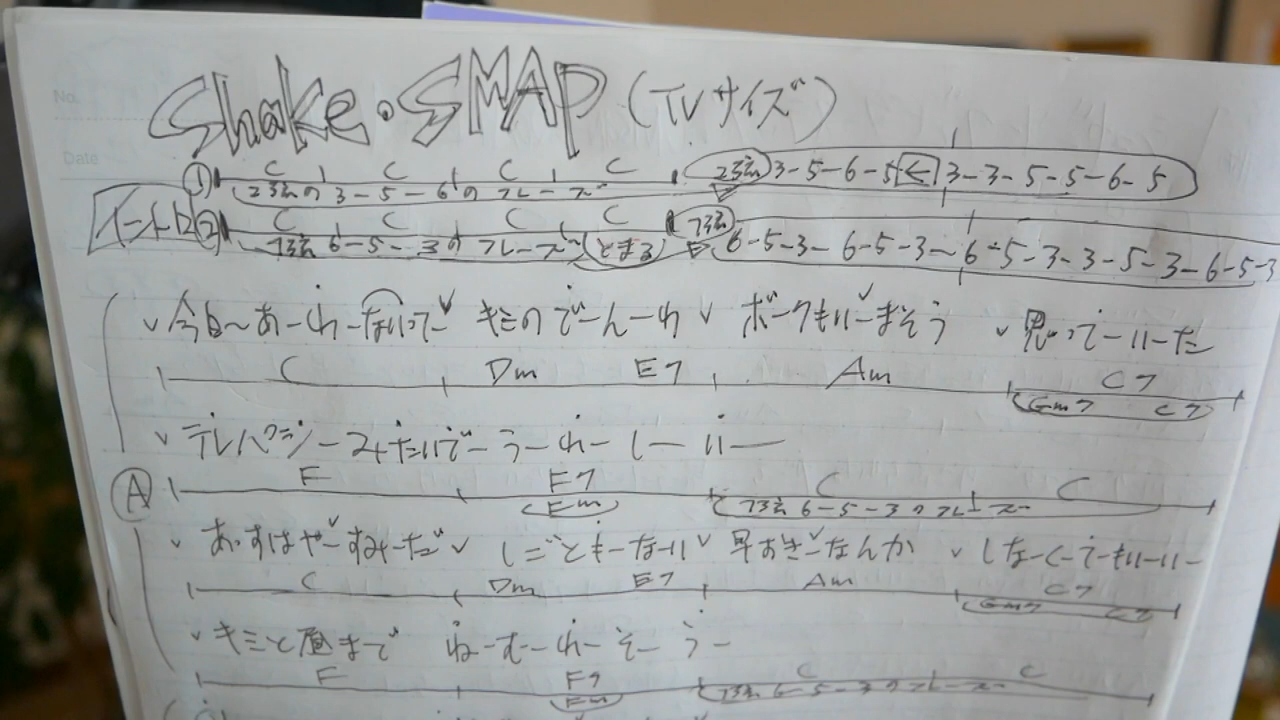 No.
Date
Shake・SMAP (TVサイズ)
① C C C C
2弦の 3-5-6の フレーズ 2弦 3-5-6-5 < 3-3-5-5-6-5
イントロ ② C C C C
1弦 6-5-3の フレーズ (とまる) 1弦 6-5-3-6-5-3〜6-5-3-3-5-3-6-5-3
今日〜あーれーないって キミのでーんーわ ボークもいーまそう 思ってーいーた
C Dm E7 Am C7
(Gm7 C7)
テレパシーみたいでーうーれーしーいー
Ⓐ F F7 C C
(Fm) 1弦 6-5-3の フレーズ
あ・すはやーすみーだ しごともーなーい 早おきーなんか しなーくーてーもいーいー
C Dm E7 Am C7
(Gm7 C7)
キミと昼まで ねーむーれーそーうー
F F7 C C
(Fm) 1弦 6-5-3の フレーズ